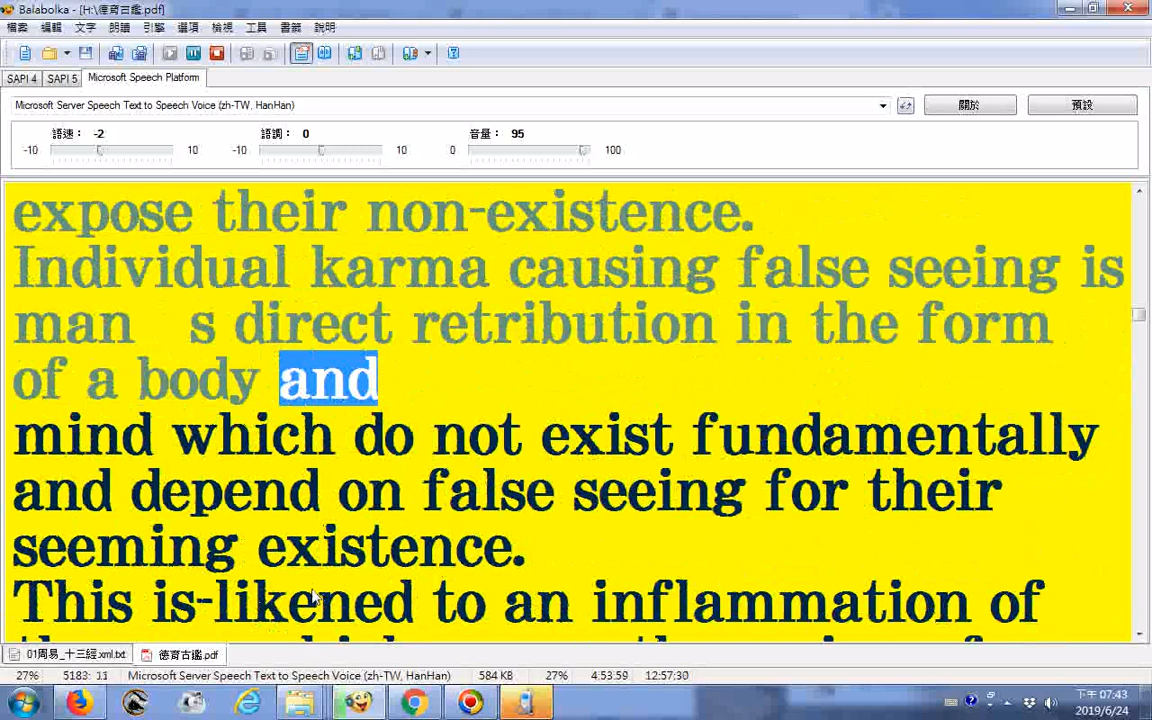 Balabolka - [H:\德育古鑑.pdf]
檔案 編輯 文字 朗讀 引擎 選項 檢視 工具 書籤 說明
SAPI 4 SAPI 5 Microsoft Speech Platform
Microsoft Server Speech Text to Speech Voice (zh-TW, HanHan) 關於 預設
語速： -2 語調： 0 音量： 95
-10 10 -10 10 0 100
expose their non-existence.
Individual karma causing false seeing is
man s direct retribution in the form
of a body and
mind which do not exist fundamentally
and depend on false seeing for their
seeming existence.
This is-likened to an inflammation of
01周易_十三經.xml.txt 德育古鑑.pdf
27% 5183: 11 Microsoft Server Speech Text to Speech Voice (zh-TW, HanHan) 584 KB 27% 4:53:59 12:57:30
下午 07:43
2019/6/24